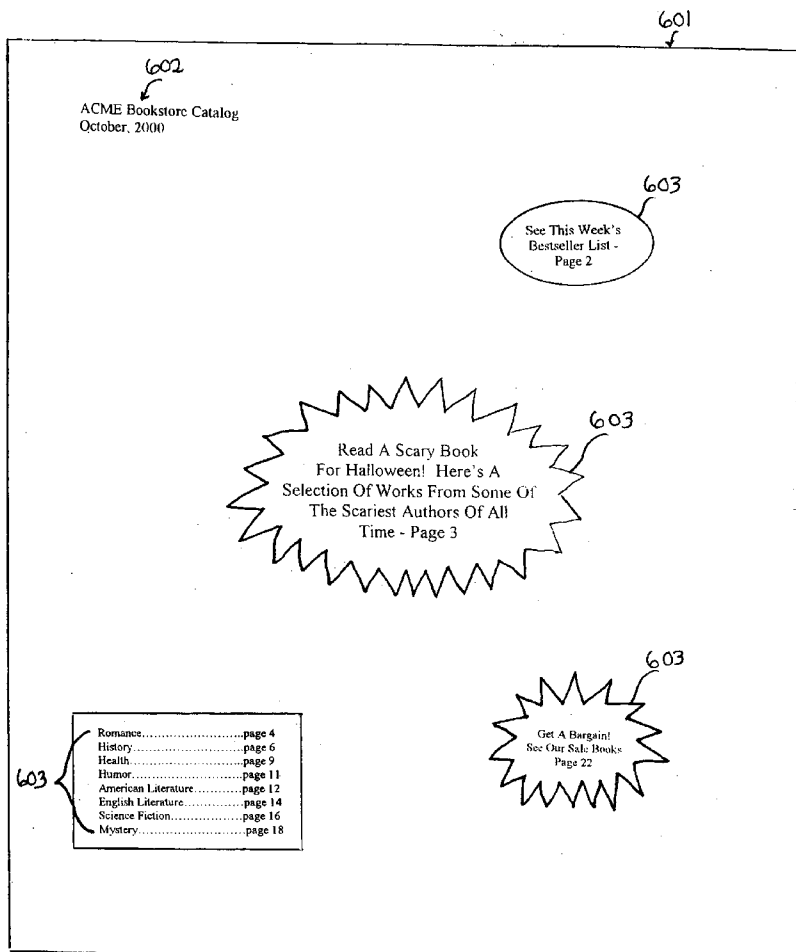 601
602
ACME Bookstore Catalog
October, 2000
603
See This Week's
Bestseller List -
Page 2
603
Read A Scary Book
For Halloween! Here's A
Selection Of Works From Some Of
The Scariest Authors Of All
Time - Page 3
603
Get A Bargain!
See Our Sale Books
Page 22
603
Romance........................page 4
History..........................page 6
Health...........................page 9
Humor..........................page 11
American Literature...........page 12
English Literature..............page 14
Science Fiction.................page 16
Mystery.........................page 18